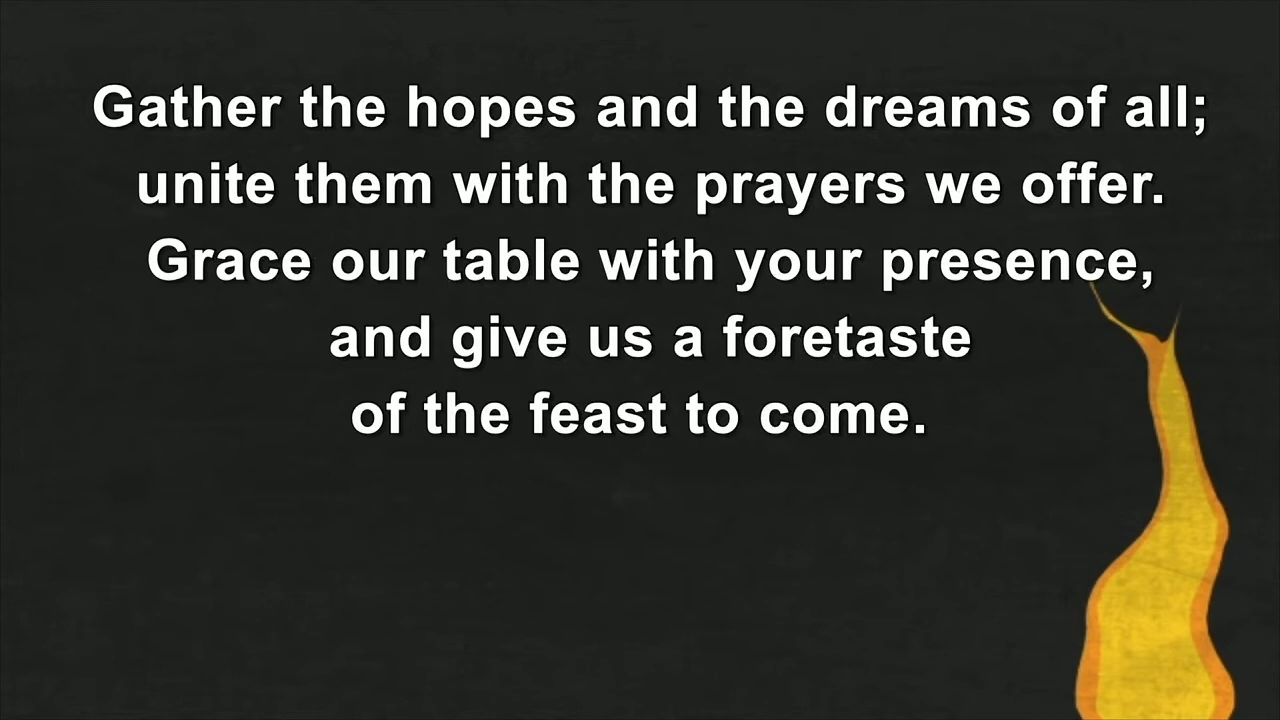 Gather the hopes and the dreams of all;
unite them with the prayers we offer.
Grace our table with your presence,
and give us a foretaste
of the feast to come.